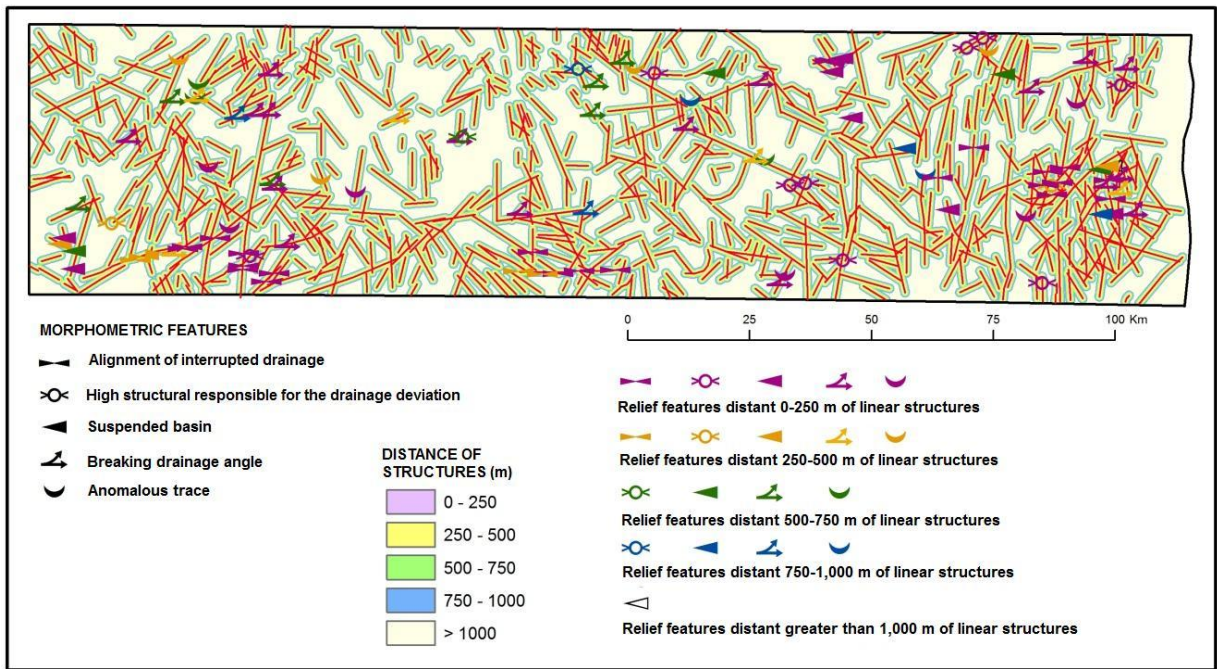 MORPHOMETRIC FEATURES
Alignment of interrupted drainage
High structural responsible for the drainage deviation
Suspended basin
Breaking drainage angle
Anomalous trace
DISTANCE OF
STRUCTURES (m)
0 - 250
250 - 500
500 - 750
750 - 1000
> 1000
0 25 50 75 100 Km
Relief features distant 0-250 m of linear structures
Relief features distant 250-500 m of linear structures
Relief features distant 500-750 m of linear structures
Relief features distant 750-1,000 m of linear structures
Relief features distant greater than 1,000 m of linear structures